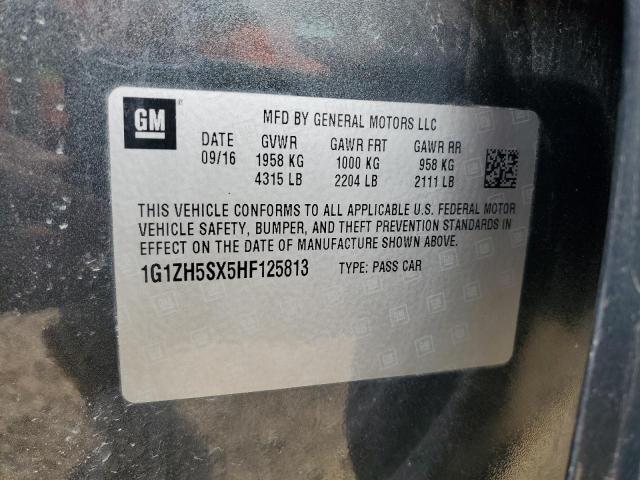 GM
MFD BY GENERAL MOTORS LLC
DATE GVWR GAWR FRT GAWR RR
09/16 1958 KG 1000 KG 958 KG
4315 LB 2204 LB 2111 LB
THIS VEHICLE CONFORMS TO ALL APPLICABLE U.S. FEDERAL MOTOR
VEHICLE SAFETY, BUMPER, AND THEFT PREVENTION STANDARDS IN
EFFECT ON THE DATE OF MANUFACTURE SHOWN ABOVE.
1G1ZH5SX5HF125813 TYPE: PASS CAR